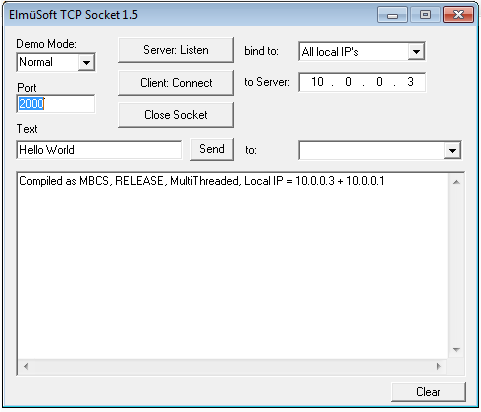 ElmüSoft TCP Socket 1.5
Demo Mode:
Normal
Server: Listen
bind to:
All local IP's
Client: Connect
to Server:
10 . 0 . 0 . 3
Port
2000
Close Socket
Text
Hello World
Send
to:
Compiled as MBCS, RELEASE, MultiThreaded, Local IP = 10.0.0.3 + 10.0.0.1
Clear